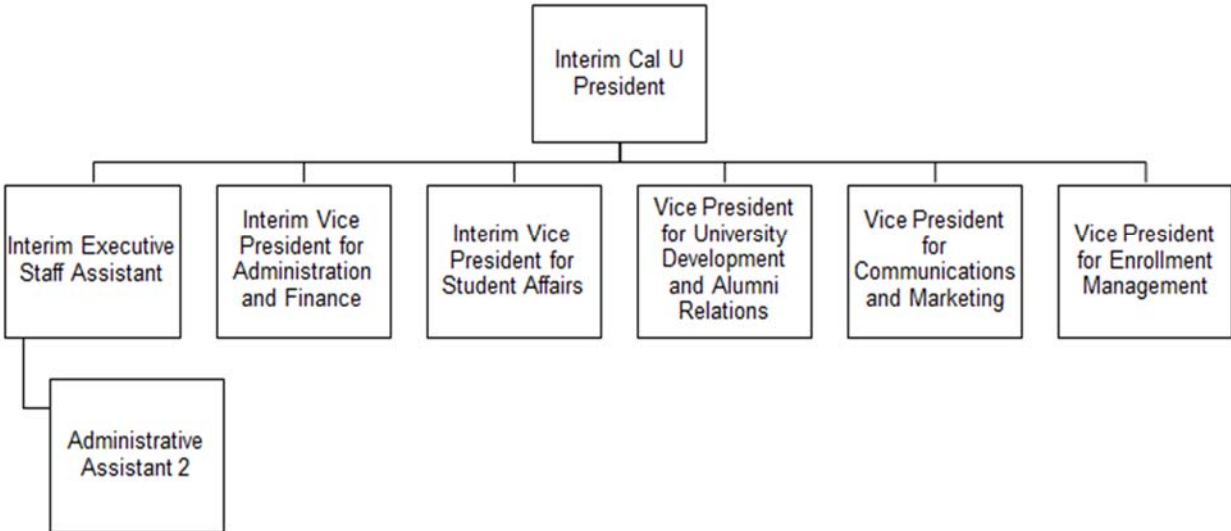 Interim Cal U
President
Interim Executive
Staff Assistant
Interim Vice
President for
Administration
and Finance
Interim Vice
President for
Student Affairs
Vice President
for University
Development
and Alumni
Relations
Vice President
for
Communications
and Marketing
Vice President
for Enrollment
Management
Administrative
Assistant 2